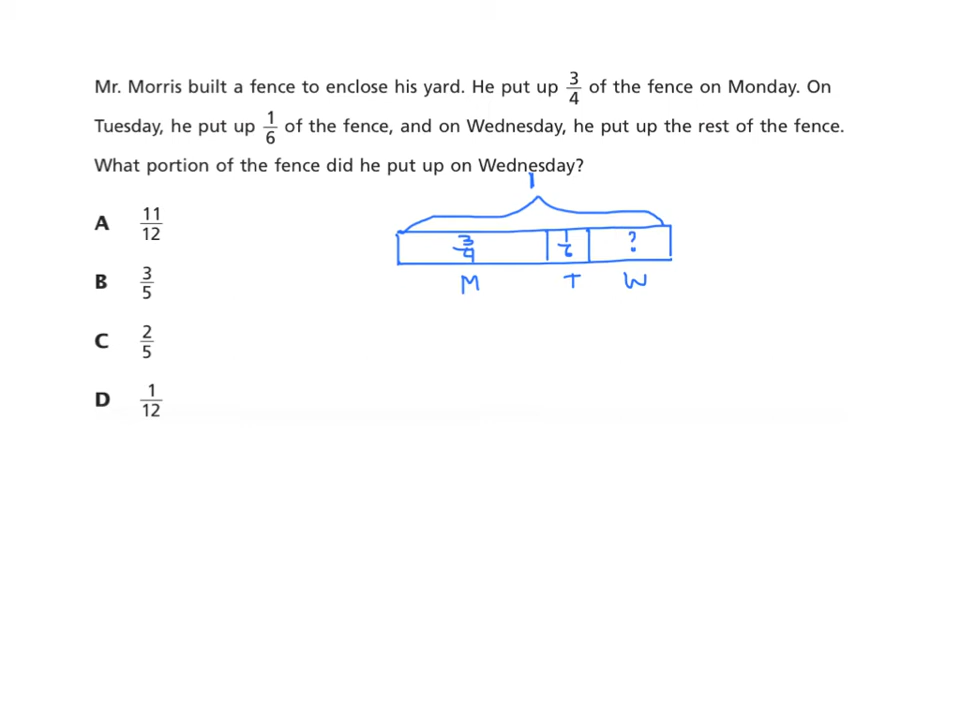 Mr. Morris built a fence to enclose his yard. He put up 3/4 of the fence on Monday. On
Tuesday, he put up 1/6 of the fence, and on Wednesday, he put up the rest of the fence.
What portion of the fence did he put up on Wednesday?
1
A 11/12
3/4 1/6 ?
B 3/5
M T W
C 2/5
D 1/12